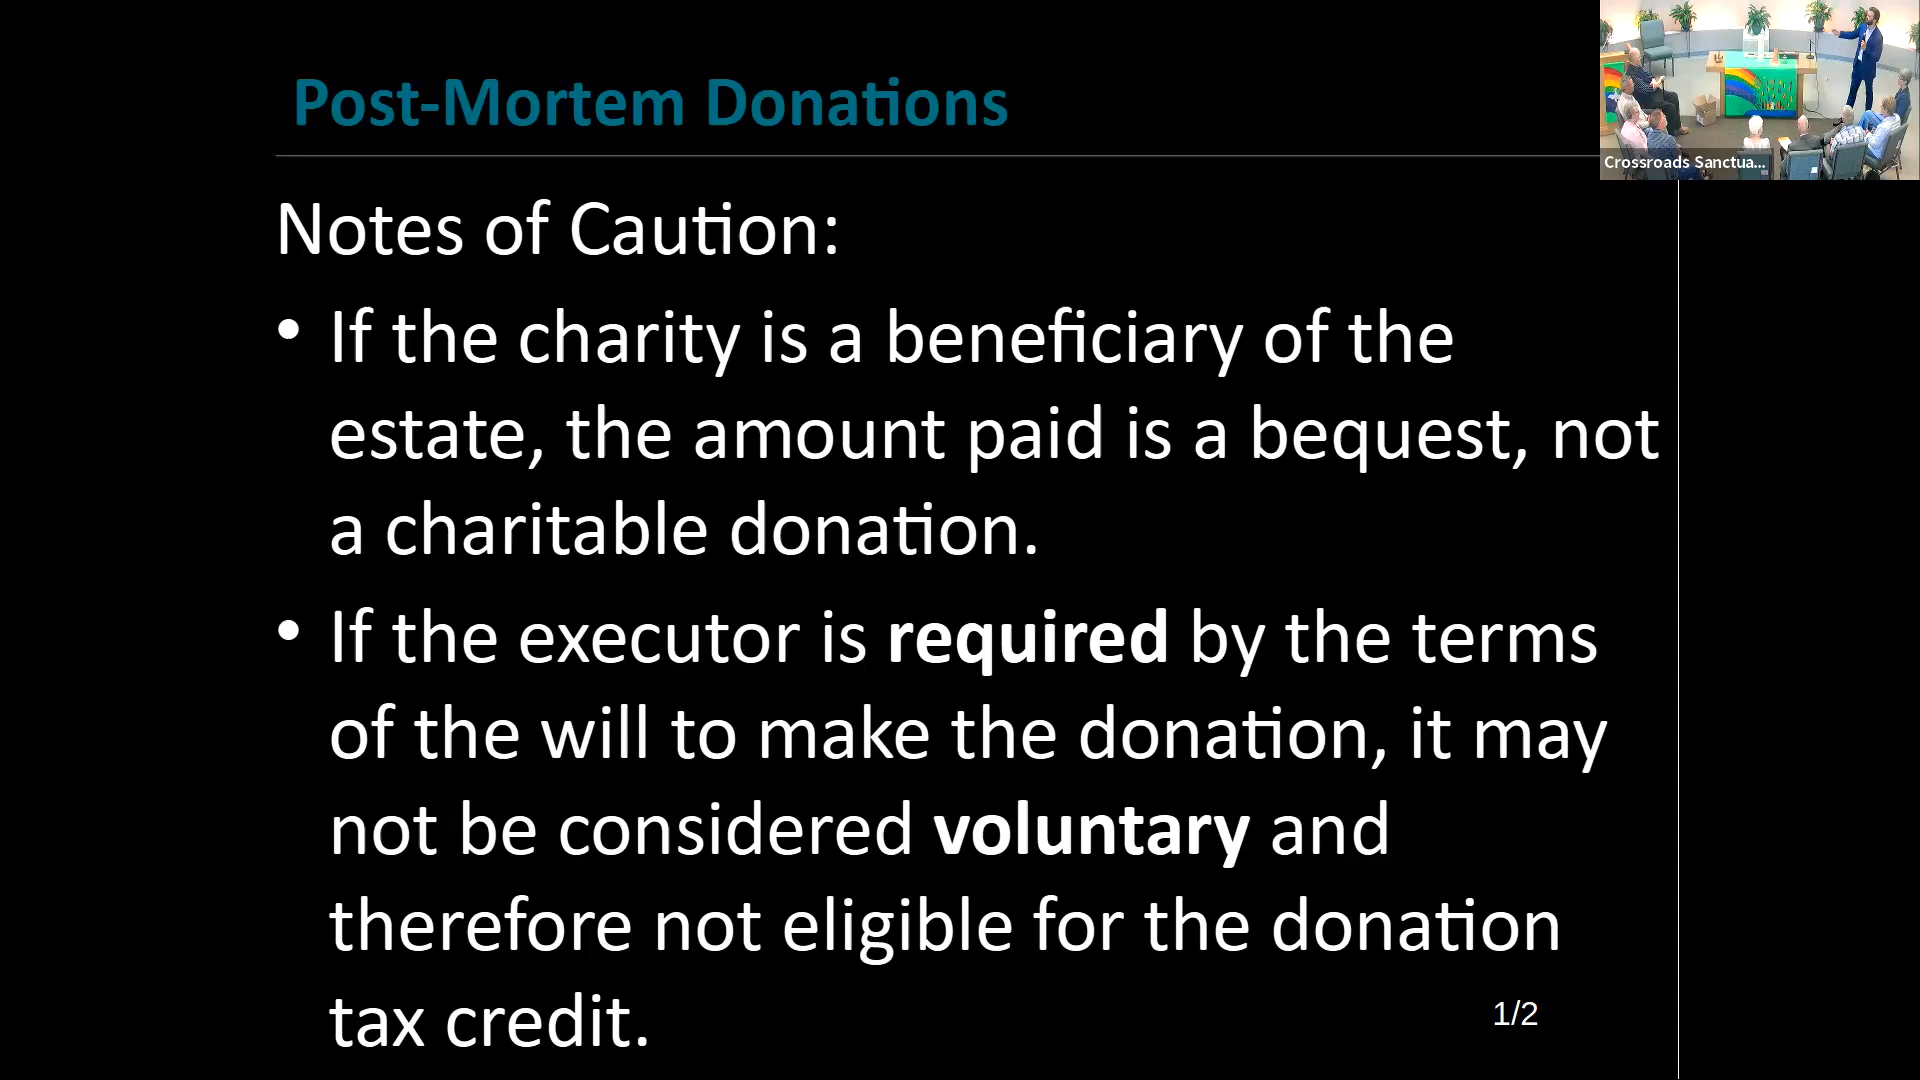 Post-Mortem Donations
Crossroads Sanctua...
Notes of Caution:
• If the charity is a beneficiary of the
estate, the amount paid is a bequest, not
a charitable donation.
• If the executor is required by the terms
of the will to make the donation, it may
not be considered voluntary and
therefore not eligible for the donation
tax credit.
1/2